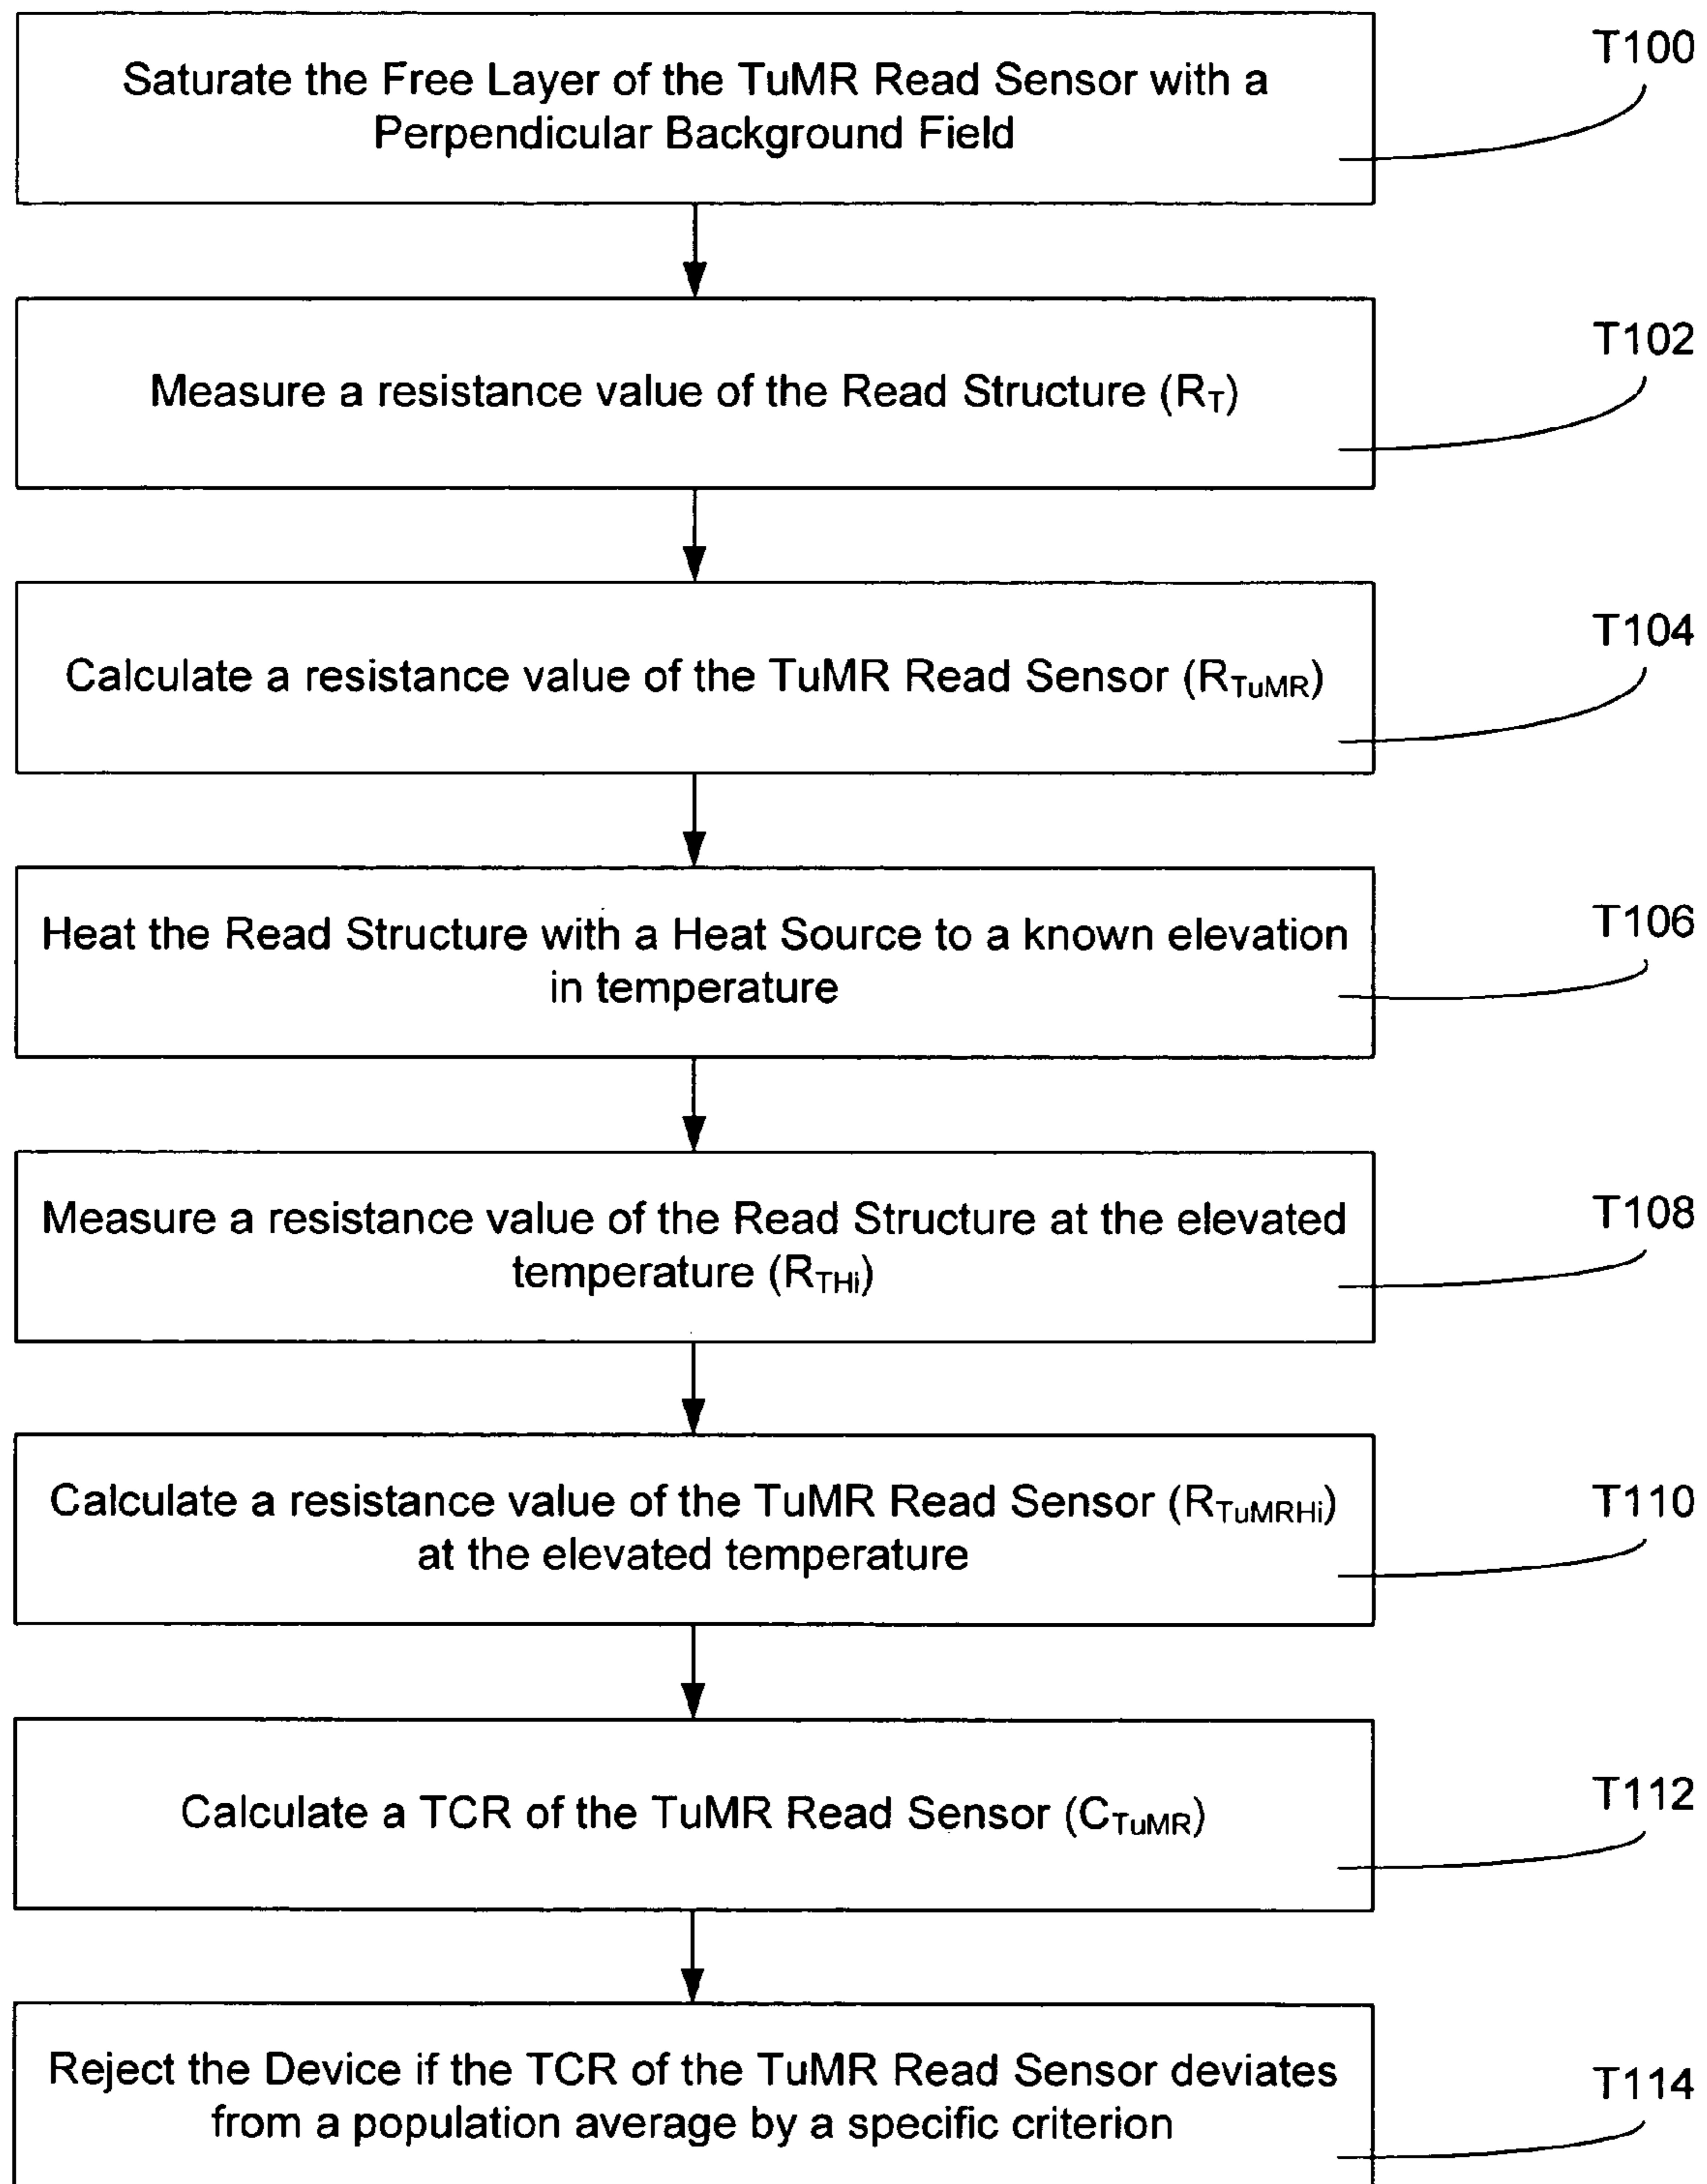 T100
Saturate the Free Layer of the TuMR Read Sensor with a
Perpendicular Background Field
T102
Measure a resistance value of the Read Structure (R_T)
T104
Calculate a resistance value of the TuMR Read Sensor (R_TuMR)
T106
Heat the Read Structure with a Heat Source to a known elevation
in temperature
T108
Measure a resistance value of the Read Structure at the elevated
temperature (R_THi)
T110
Calculate a resistance value of the TuMR Read Sensor (R_TuMRHi)
at the elevated temperature
T112
Calculate a TCR of the TuMR Read Sensor (C_TuMR)
T114
Reject the Device if the TCR of the TuMR Read Sensor deviates
from a population average by a specific criterion